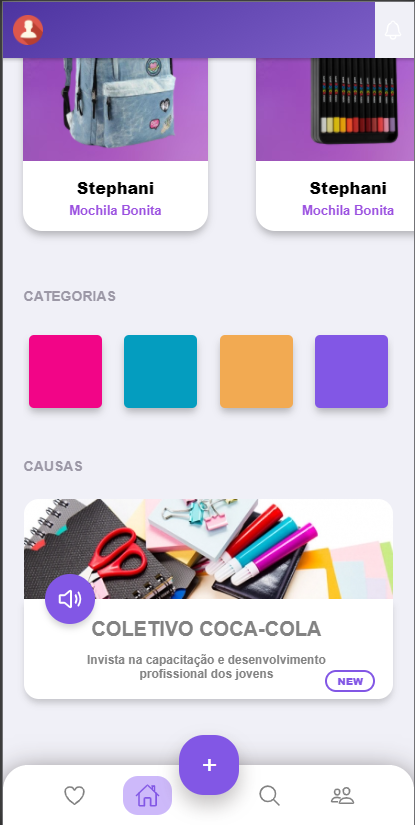 Stephani
Mochila Bonita
Stephani
Mochila Bonita
CATEGORIAS
CAUSAS
COLETIVO COCA-COLA
Invista na capacitação e desenvolvimento
profissional dos jovens
NEW
+